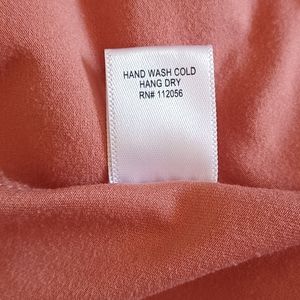 HAND WASH COLD
HANG DRY
RN# 112056